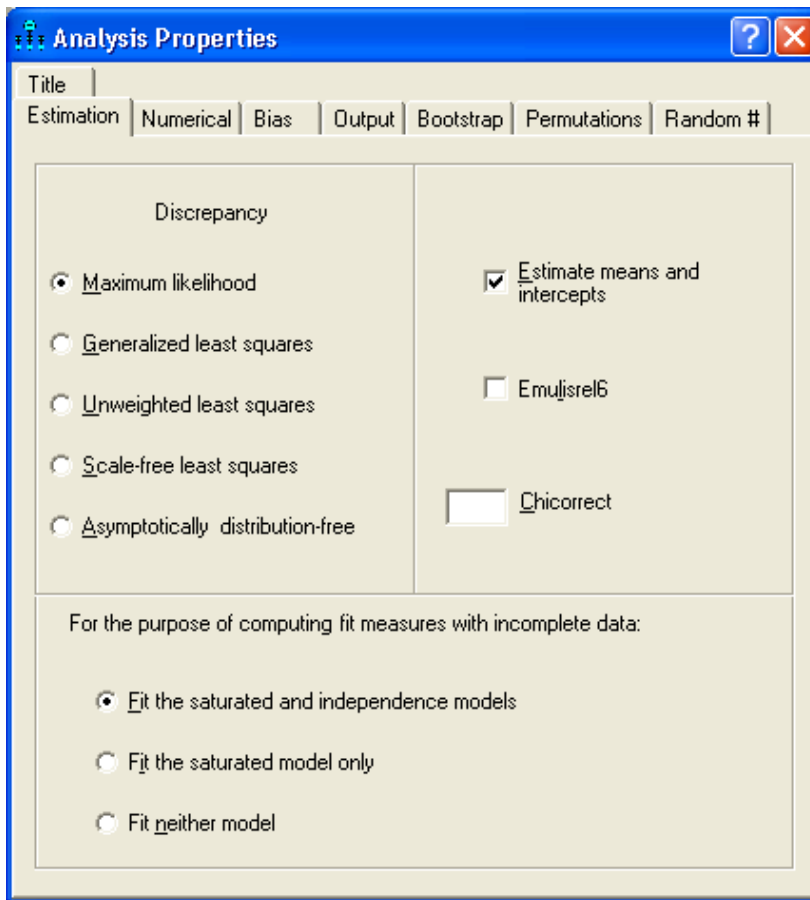 Analysis Properties
Title
Estimation Numerical Bias Output Bootstrap Permutations Random #
Discrepancy
Maximum likelihood
Generalized least squares
Unweighted least squares
Scale-free least squares
Asymptotically distribution-free
Estimate means and
intercepts
Emulisrel6
Chicorrect
For the purpose of computing fit measures with incomplete data:
Fit the saturated and independence models
Fit the saturated model only
Fit neither model